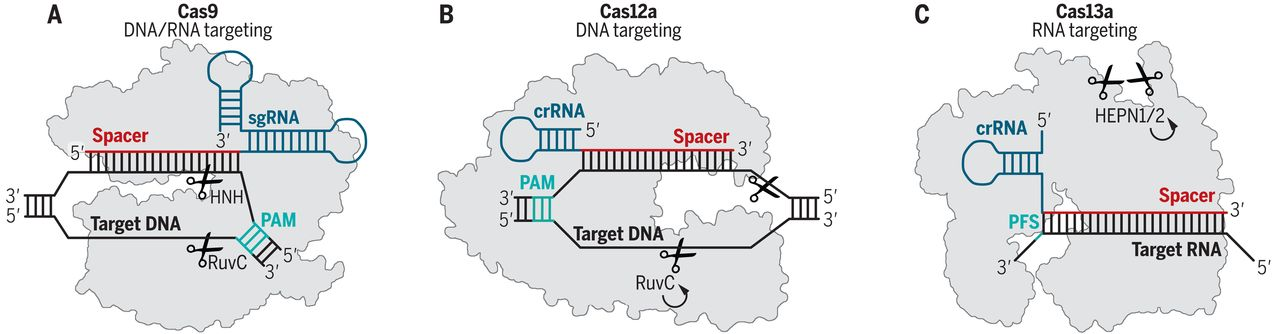 A
Cas9
DNA/RNA targeting
sgRNA
3′
Spacer
5′
HNH
3′
5′
Target DNA
PAM
RuvC
5′
3′
B
Cas12a
DNA targeting
crRNA
5′
Spacer
3′
PAM
3′
5′
5′
3′
Target DNA
RuvC
C
Cas13a
RNA targeting
HEPN1/2
crRNA
5′
Spacer
3′
PFS
Target RNA
3′
5′